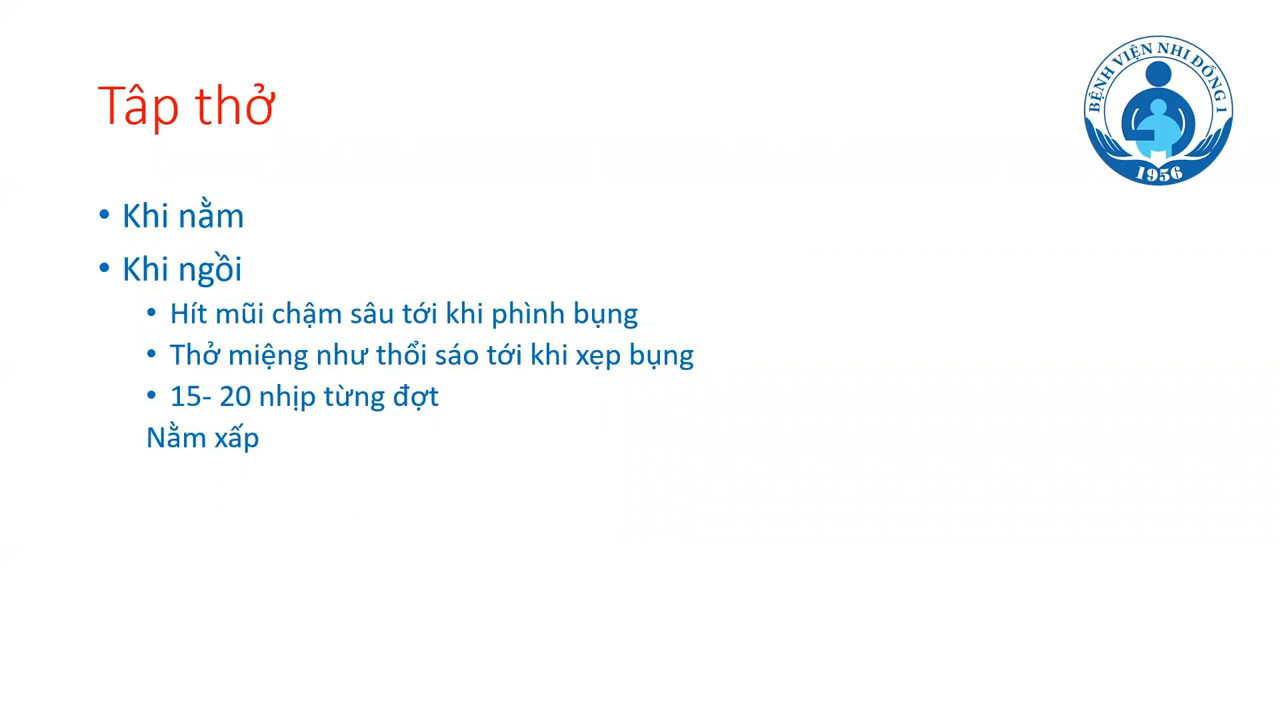 Tâp thở
BỆNH VIỆN NHI ĐỒNG 1
1956
• Khi nằm
• Khi ngồi
• Hít mũi chậm sâu tới khi phình bụng
• Thở miệng như thổi sáo tới khi xẹp bụng
• 15- 20 nhịp từng đợt
Nằm xấp